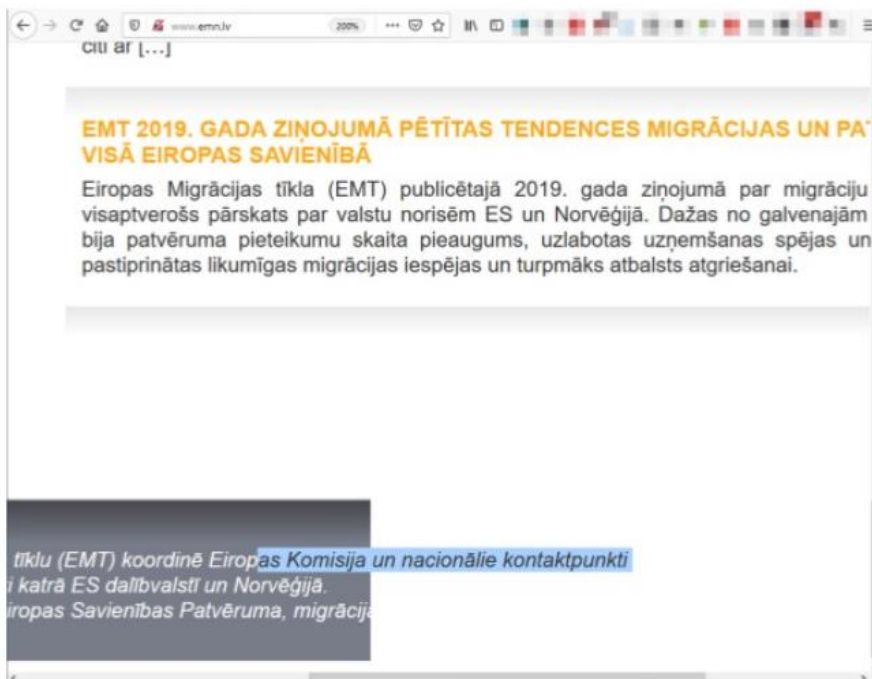 www.emn.lv
200%
citi ar [...]
EMT 2019. GADA ZIŅOJUMĀ PĒTĪTAS TENDENCES MIGRĀCIJAS UN PAT
VISĀ EIROPAS SAVIENĪBĀ
Eiropas Migrācijas tīkla (EMT) publicētajā 2019. gada ziņojumā par migrāciju
visaptverošs pārskats par valstu norisēm ES un Norvēģijā. Dažas no galvenajām
bija patvēruma pieteikumu skaita pieaugums, uzlabotas uzņemšanas spējas un
pastiprinātas likumīgas migrācijas iespējas un turpmāks atbalsts atgriešanai.
tīklu (EMT) koordinē Eiropas Komisija un nacionālie kontaktpunkti
i katrā ES dalībvalstī un Norvēģijā.
iropas Savienības Patvēruma, migrācija